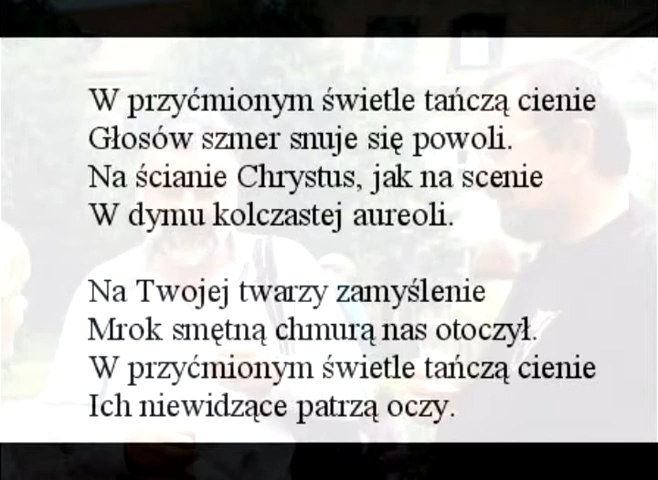 W przyćmionym świetle tańczą cienie
Głosów szmer snuje się powoli.
Na ścianie Chrystus, jak na scenie
W dymu kolczastej aureoli.
Na Twojej twarzy zamyślenie
Mrok smętną chmurą nas otoczył.
W przyćmionym świetle tańczą cienie
Ich niewidzące patrzą oczy.